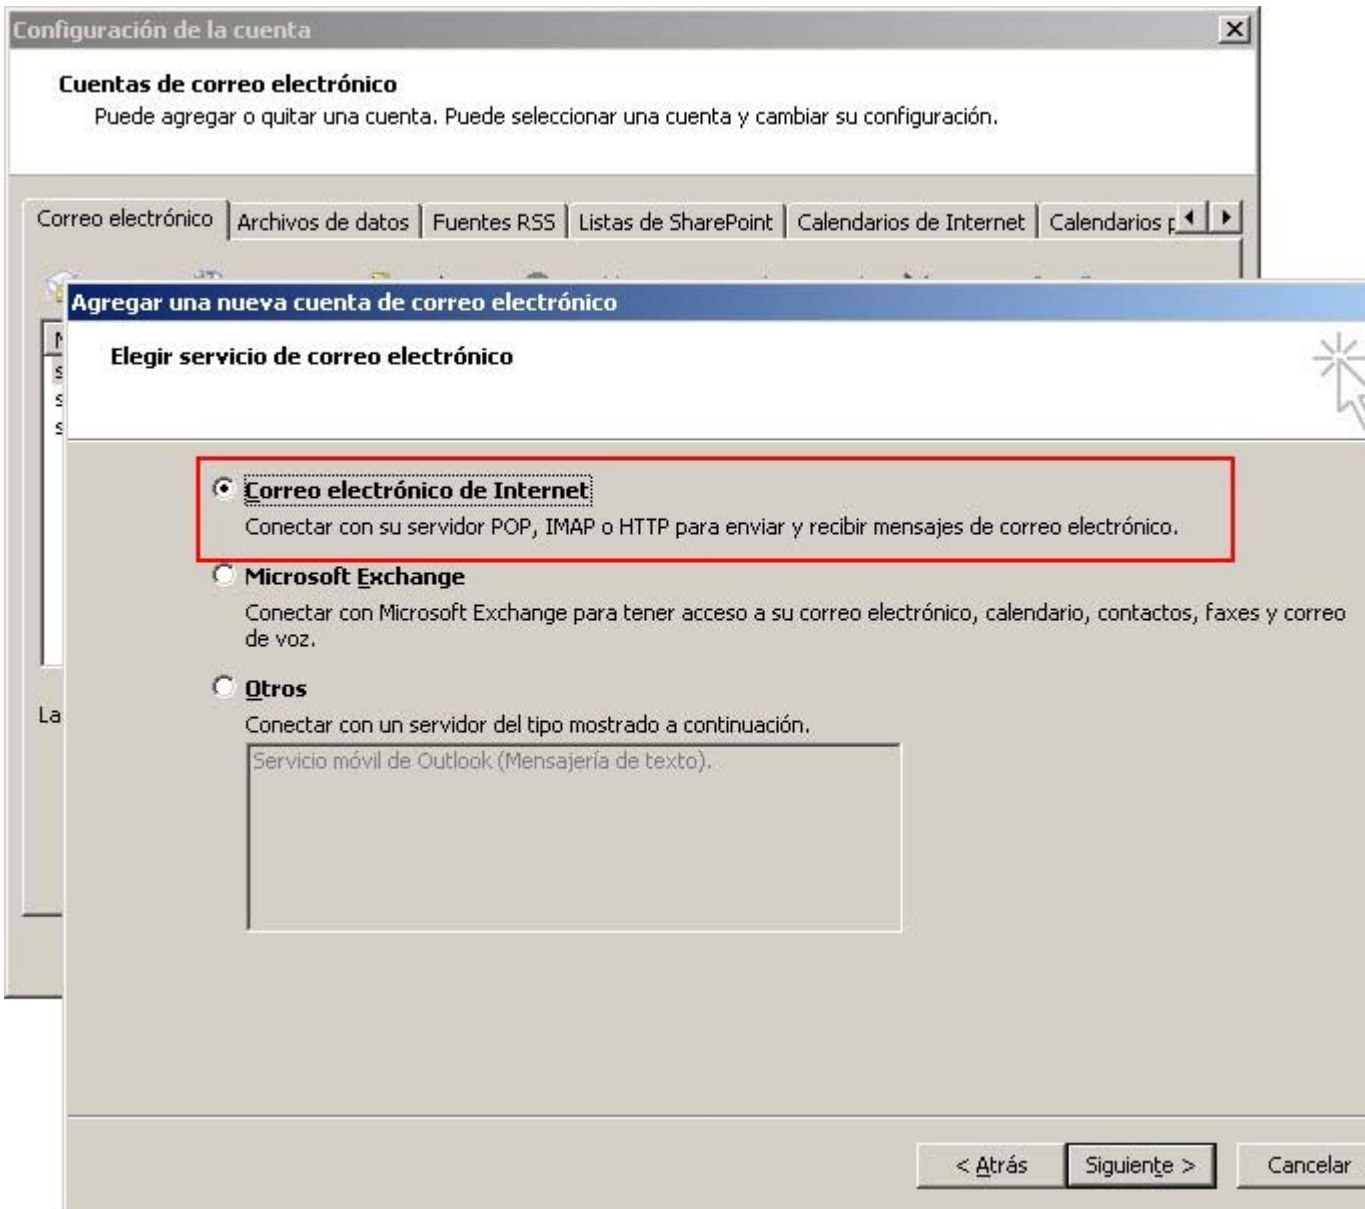 Configuración de la cuenta
Cuentas de correo electrónico
Puede agregar o quitar una cuenta. Puede seleccionar una cuenta y cambiar su configuración.
Correo electrónico Archivos de datos Fuentes RSS Listas de SharePoint Calendarios de Internet Calendarios
Agregar una nueva cuenta de correo electrónico
Elegir servicio de correo electrónico
Correo electrónico de Internet
Conectar con su servidor POP, IMAP o HTTP para enviar y recibir mensajes de correo electrónico.
Microsoft Exchange
Conectar con Microsoft Exchange para tener acceso a su correo electrónico, calendario, contactos, faxes y correo
de voz.
Otros
La
Conectar con un servidor del tipo mostrado a continuación.
Servicio móvil de Outlook (Mensajería de texto).
< Atrás Siguiente > Cancelar